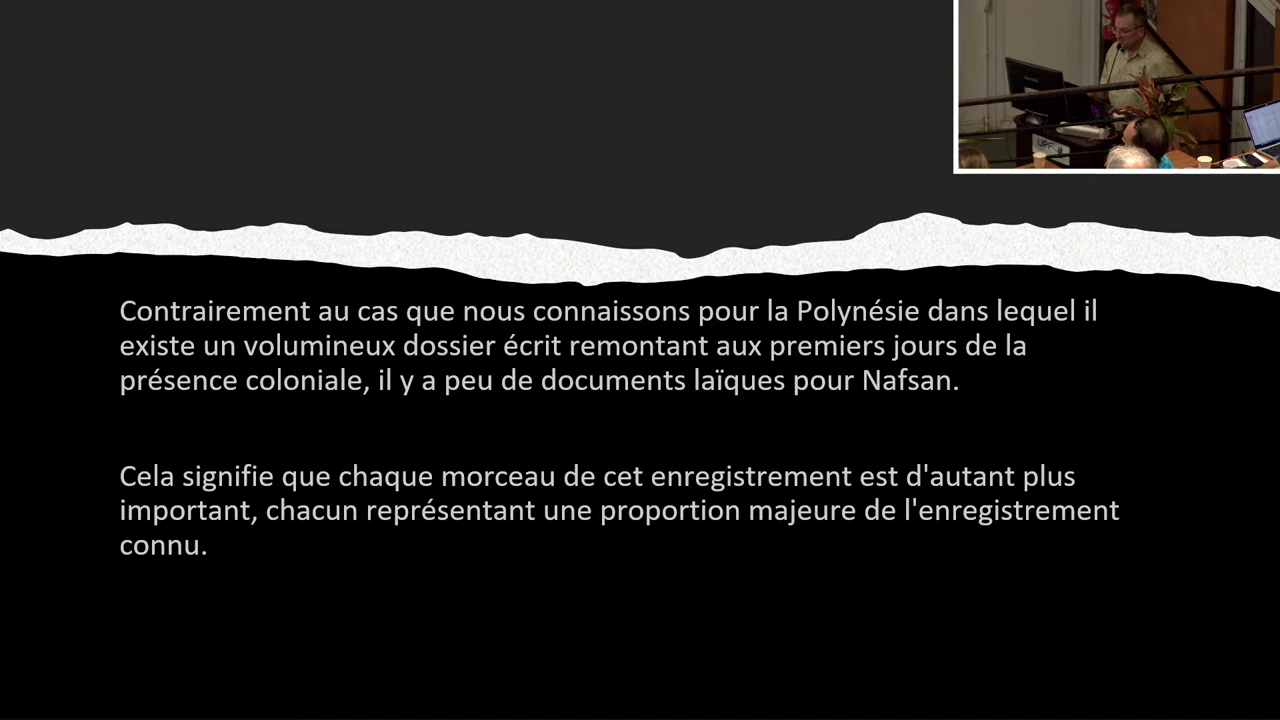 Contrairement au cas que nous connaissons pour la Polynésie dans lequel il
existe un volumineux dossier écrit remontant aux premiers jours de la
présence coloniale, il y a peu de documents laïques pour Nafsan.
Cela signifie que chaque morceau de cet enregistrement est d'autant plus
important, chacun représentant une proportion majeure de l'enregistrement
connu.
UPF